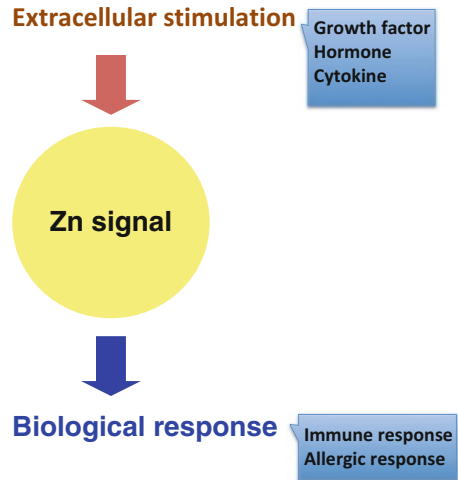 Extracellular stimulation
Growth factor
Hormone
Cytokine
Zn signal
Biological response
Immune response
Allergic response